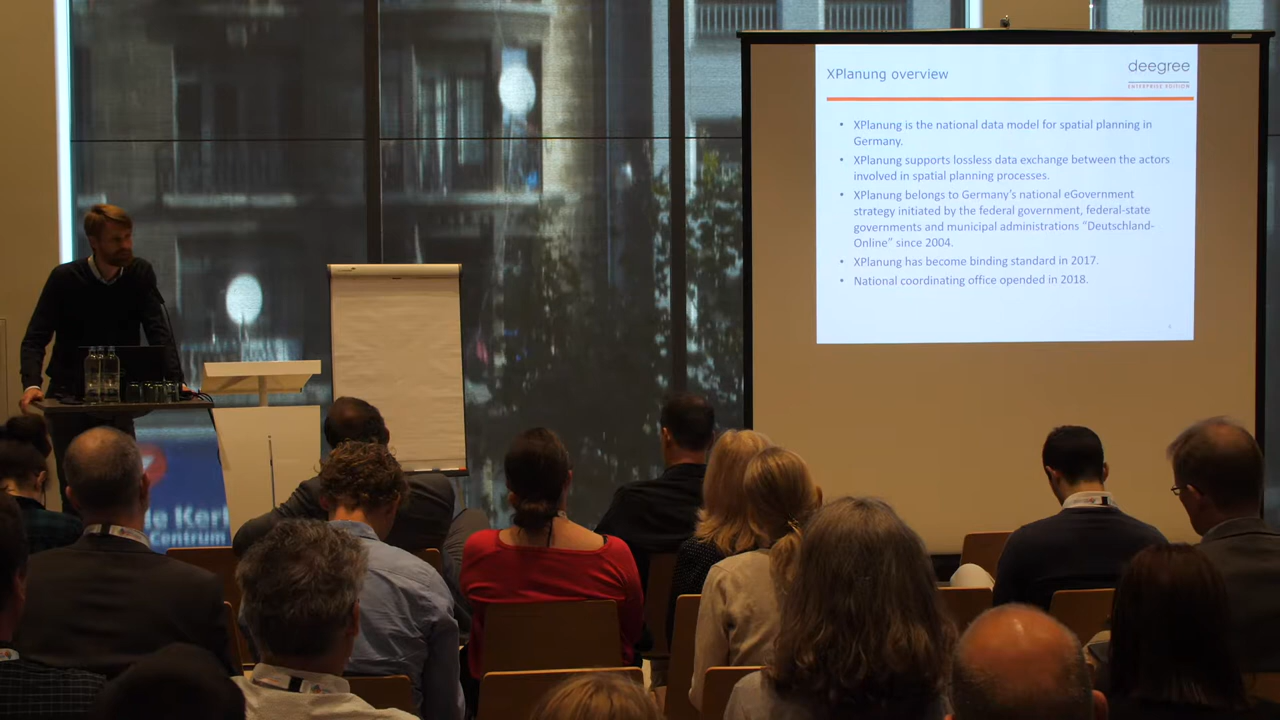 XPlanung overview
deegree
ENTERPRISE EDITION
• XPlanung is the national data model for spatial planning in
Germany.
• XPlanung supports lossless data exchange between the actors
involved in spatial planning processes.
• XPlanung belongs to Germany's national eGovernment
strategy initiated by the federal government, federal-state
governments and municipal administrations "Deutschland-
Online" since 2004.
• XPlanung has become binding standard in 2017.
• National coordinating office opended in 2018.
de Kerl
Centrum